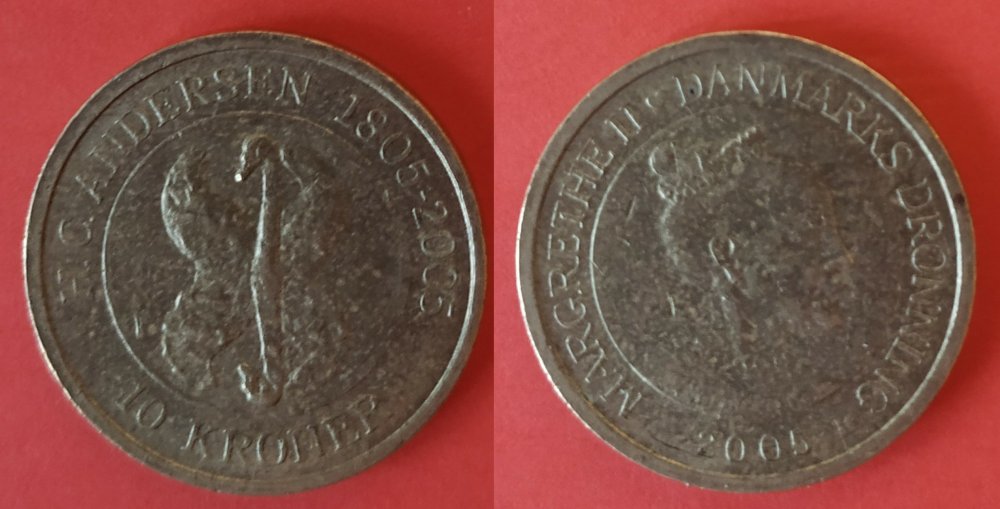 H.C. ANDERSEN 1805-2005
10 KRONER
MARGRETHE II · DANMARKS DRONNING
2005